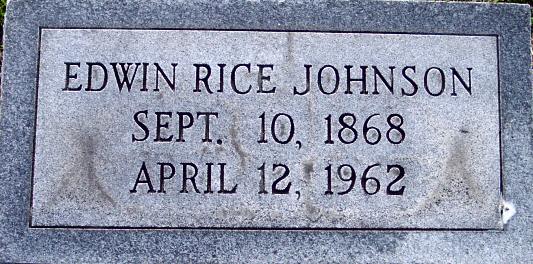 EDWIN RICE JOHNSON
SEPT. 10, 1868
APRIL 12, 1962